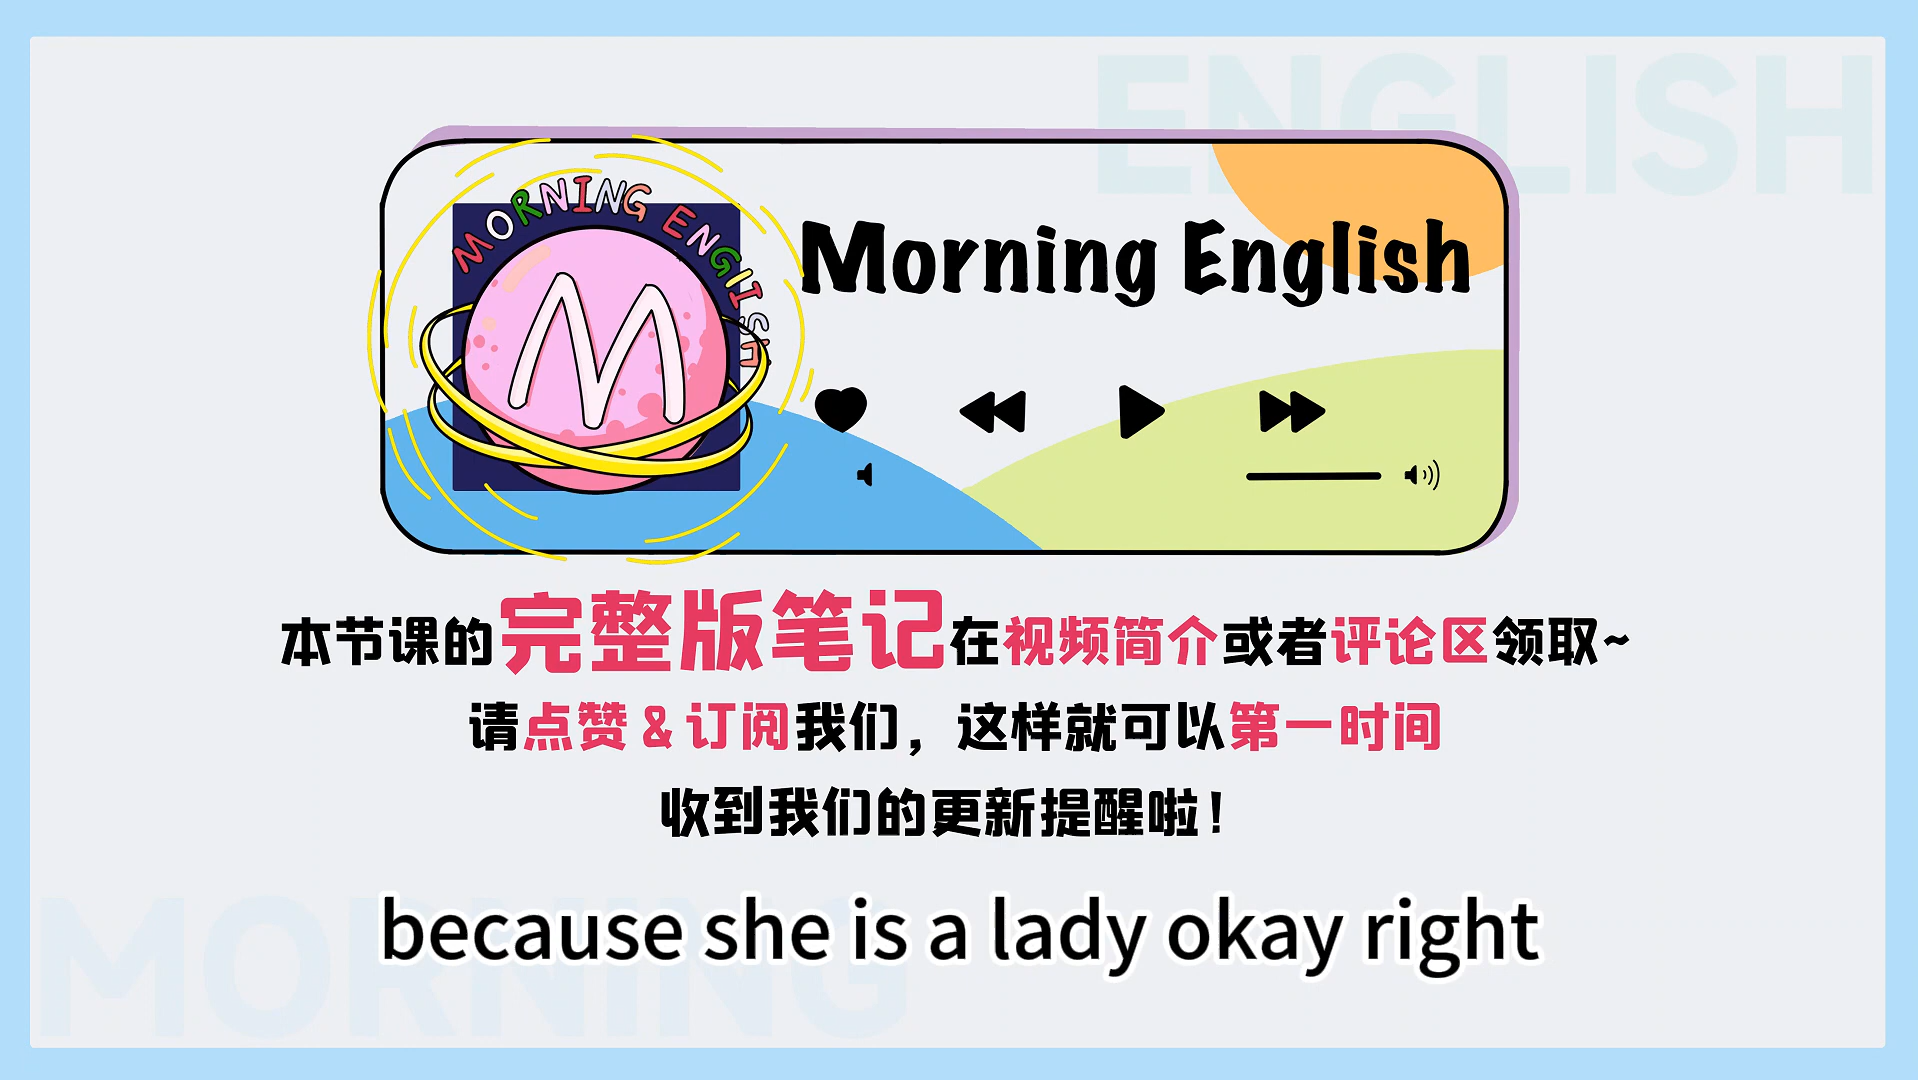 ENGLISH
MORNING ENGLISH
M
Morning English
本节课的完整版笔记在视频简介或者评论区领取~
请点赞&订阅我们，这样就可以第一时间
收到我们的更新提醒啦！
MORNING
because she is a lady okay right